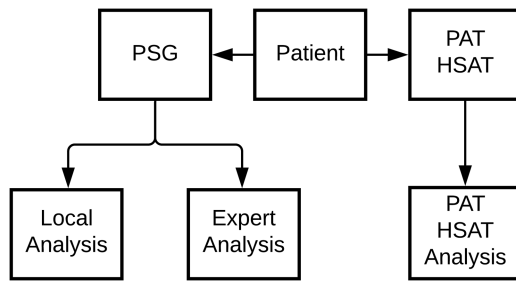 PSG
Patient
PAT
HSAT
Local
Analysis
Expert
Analysis
PAT
HSAT
Analysis